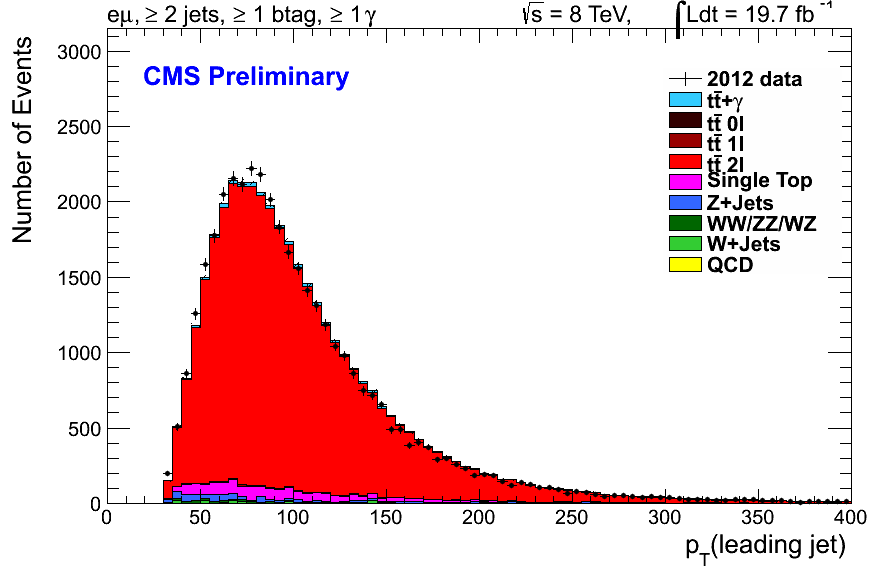 eμ, ≥ 2 jets, ≥ 1 btag, ≥ 1 γ
√s = 8 TeV, ∫Ldt = 19.7 fb⁻¹
CMS Preliminary
Number of Events
3000
2500
2000
1500
1000
500
0
2012 data
tt̄+γ
tt̄ 0l
tt̄ 1l
tt̄ 2l
Single Top
Z+Jets
WW/ZZ/WZ
W+Jets
QCD
0 50 100 150 200 250 300 350 400
p_T(leading jet)